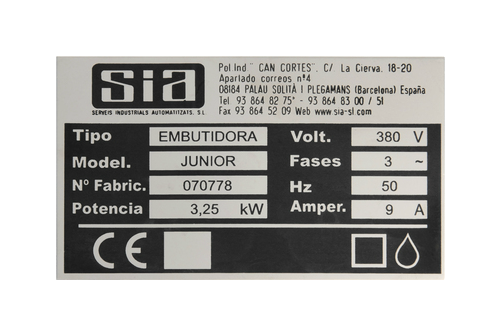 Pol.Ind." CAN CORTES". C/ La Cierva, 18-20
Apartado correos nº4
sia
08184 PALAU SOLITÀ I PLEGAMANS (Barcelona) España
Tel. 93 864 82 75* - 93 864 83 00 / 51
SERVEIS INDUSTRIALS AUTOMATITZATS, S.L.
Fax 93 864 52 09 Web www.sia-sl.com
Tipo EMBUTIDORA Volt. 380 V
Model. JUNIOR Fases 3 ~
Nº Fabric. 070778 Hz 50
Potencia 3,25 kW Amper. 9 A
CE